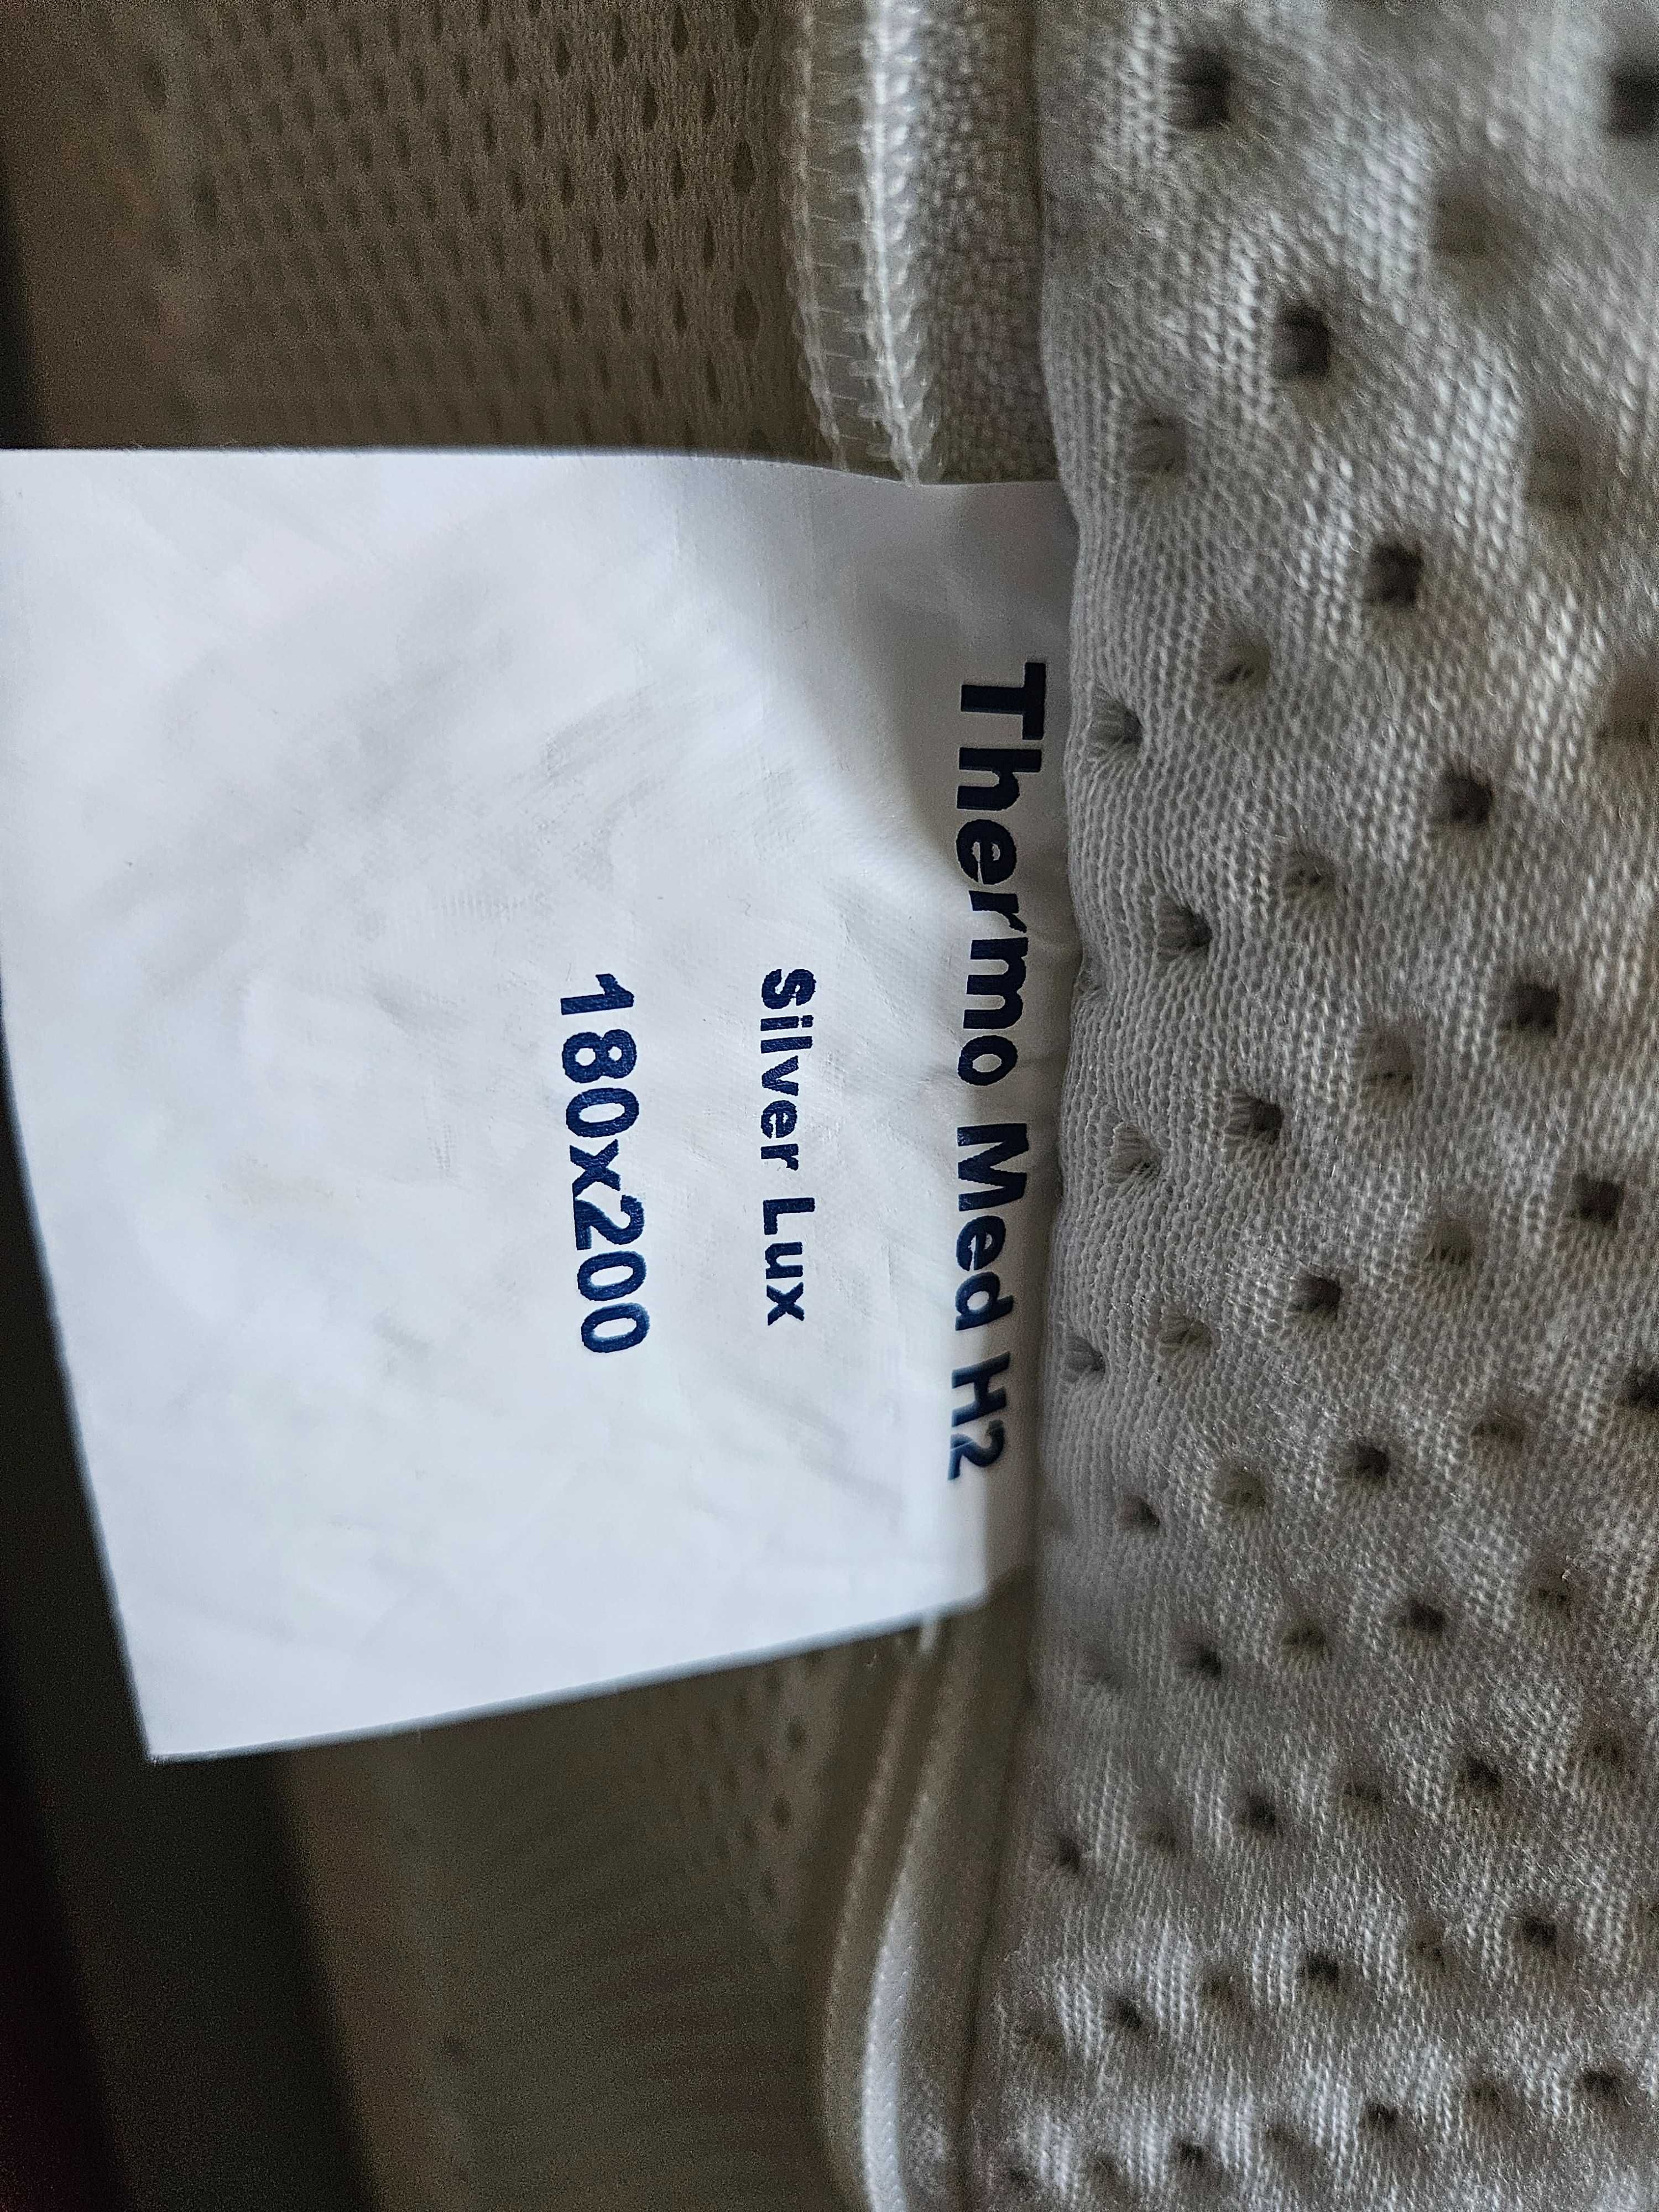 Thermo Med H2
Silver Lux
180x200